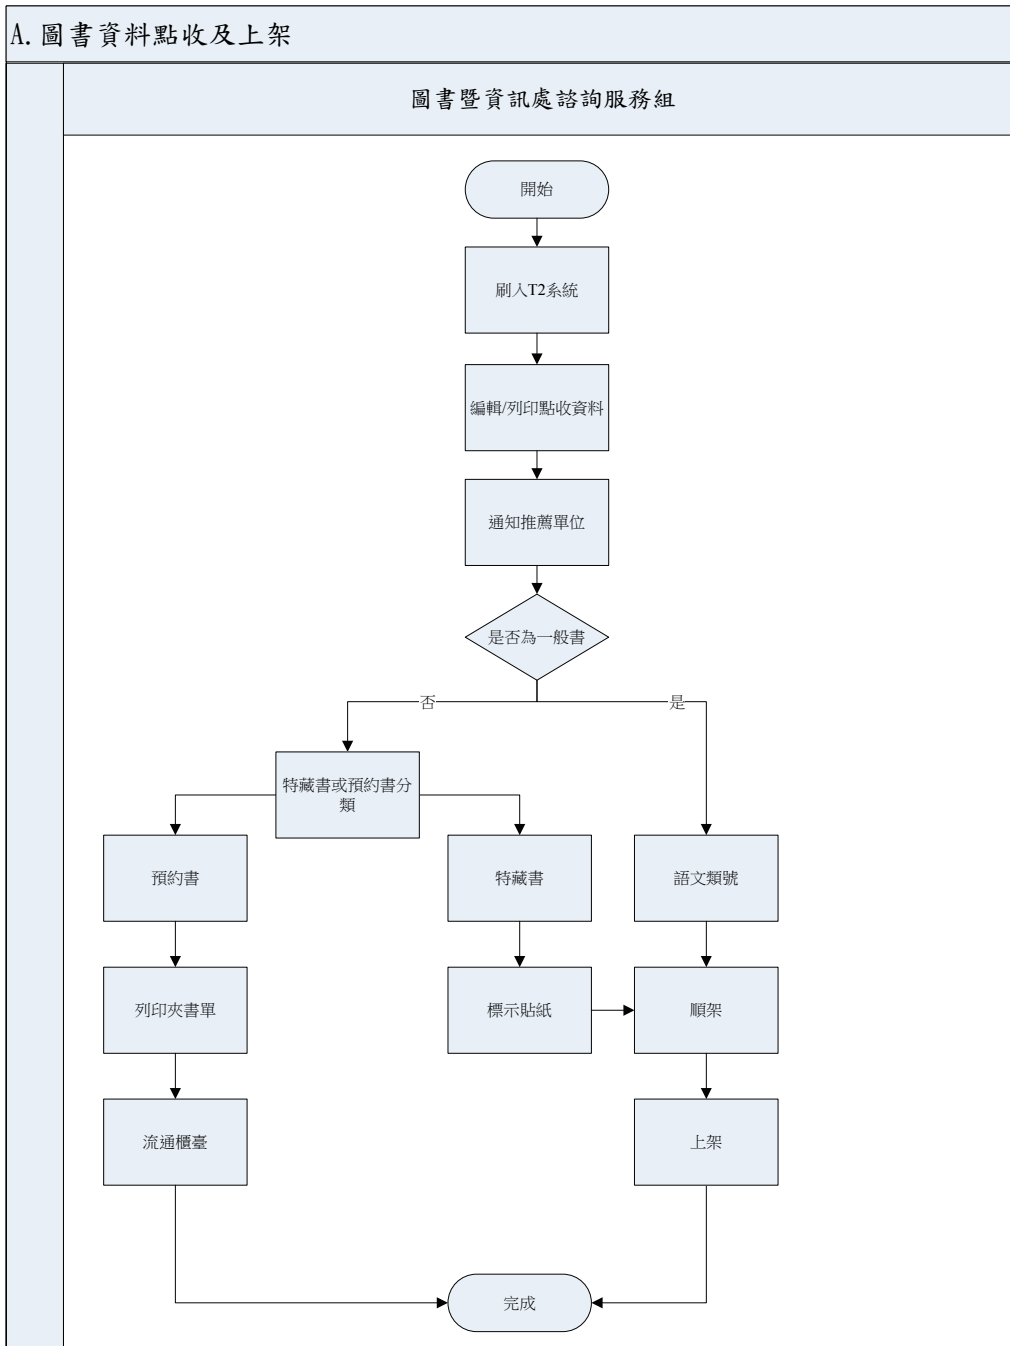 A.圖書資料點收及上架
圖書暨資訊處諮詢服務組
開始
刷入T2系統
編輯/列印點收資料
通知推薦單位
是否為一般書
否
是
特藏書或預約書分
類
預約書
特藏書
語文類號
列印夾書單
標示貼紙
順架
流通櫃臺
上架
完成